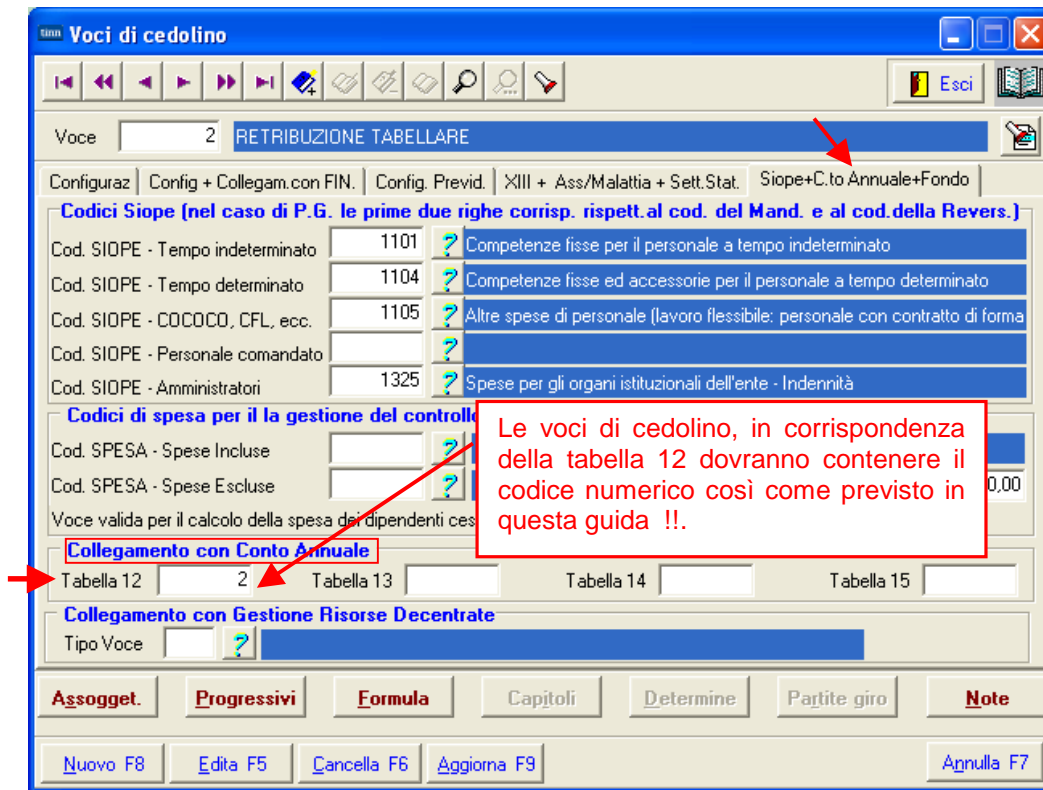 tinn Voci di cedolino
Esci
Voce 2 RETRIBUZIONE TABELLARE
Configuraz Config + Collegam.con FIN. Config. Previd. XIII + Ass/Malattia + Sett.Stat. Siope+C.to Annuale+Fondo
Codici Siope (nel caso di P.G. le prime due righe corrisp. rispett.al cod. del Mand. e al cod.della Revers.)
Cod. SIOPE - Tempo indeterminato 1101 ? Competenze fisse per il personale a tempo indeterminato
Cod. SIOPE - Tempo determinato 1104 ? Competenze fisse ed accessorie per il personale a tempo determinato
Cod. SIOPE - COCOCO, CFL, ecc. 1105 ? Altre spese di personale (lavoro flessibile: personale con contratto di forma
Cod. SIOPE - Personale comandato ?
Cod. SIOPE - Amministratori 1325 ? Spese per gli organi istituzionali dell'ente - Indennità
Codici di spesa per il la gestione del controllo
Cod. SPESA - Spese Incluse ?
Cod. SPESA - Spese Escluse ? 0,00
Voce valida per il calcolo della spesa dei dipendenti ces
Le voci di cedolino, in corrispondenza
della tabella 12 dovranno contenere il
codice numerico così come previsto in
questa guida !!.
Collegamento con Conto Annuale
Tabella 12 2 Tabella 13 Tabella 14 Tabella 15
Collegamento con Gestione Risorse Decentrate
Tipo Voce ?
Assogget. Progressivi Formula Capitoli Determine Partite giro Note
Nuovo F8 Edita F5 Cancella F6 Aggiorna F9 Annulla F7